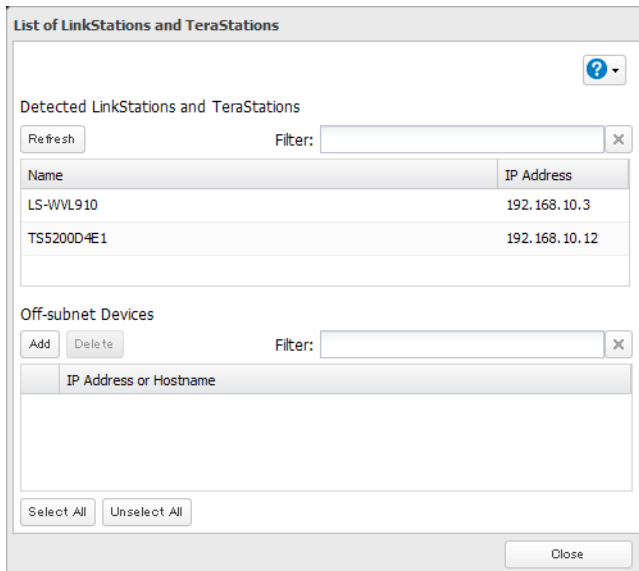 List of LinkStations and TeraStations
?
Detected LinkStations and TeraStations
Refresh Filter:
Name IP Address
LS-WVL910 192.168.10.3
TS5200D4E1 192.168.10.12
Off-subnet Devices
Add Delete Filter:
IP Address or Hostname
Select All Unselect All
Close